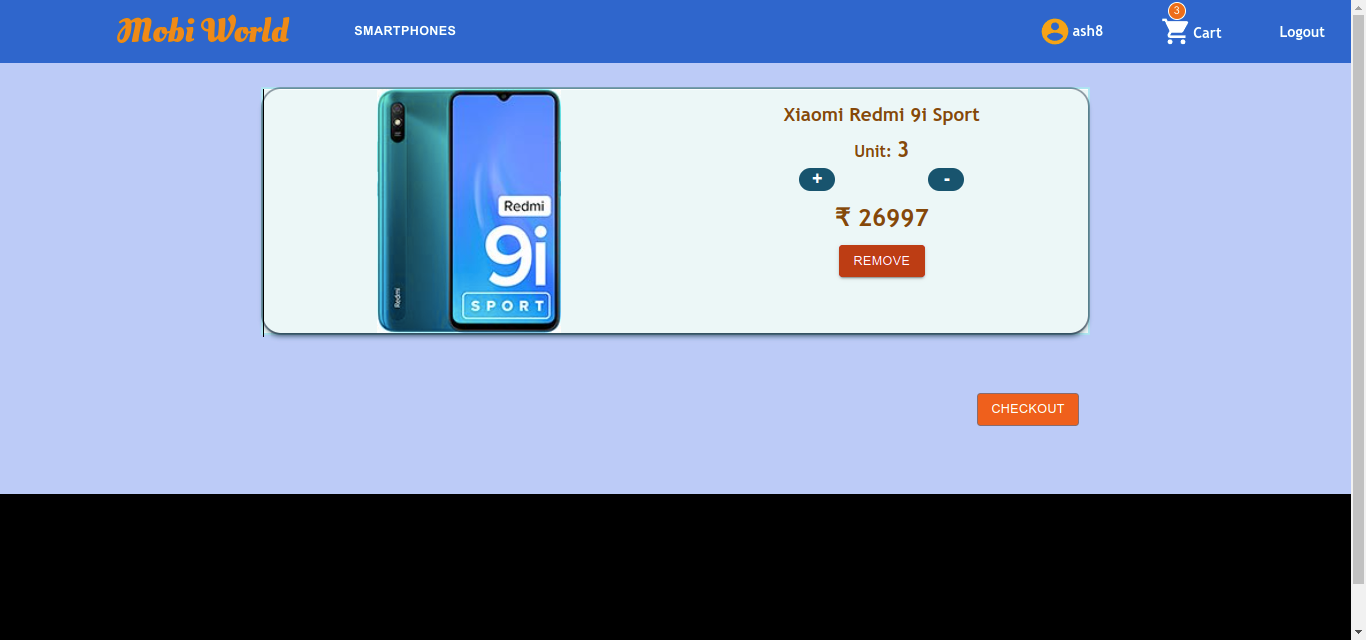 Mobi World
SMARTPHONES
ash8
3
Cart
Logout
Xiaomi Redmi 9i Sport
Unit: 3
+ -
₹ 26997
REMOVE
Redmi
9i
SPORT
Redmi
CHECKOUT